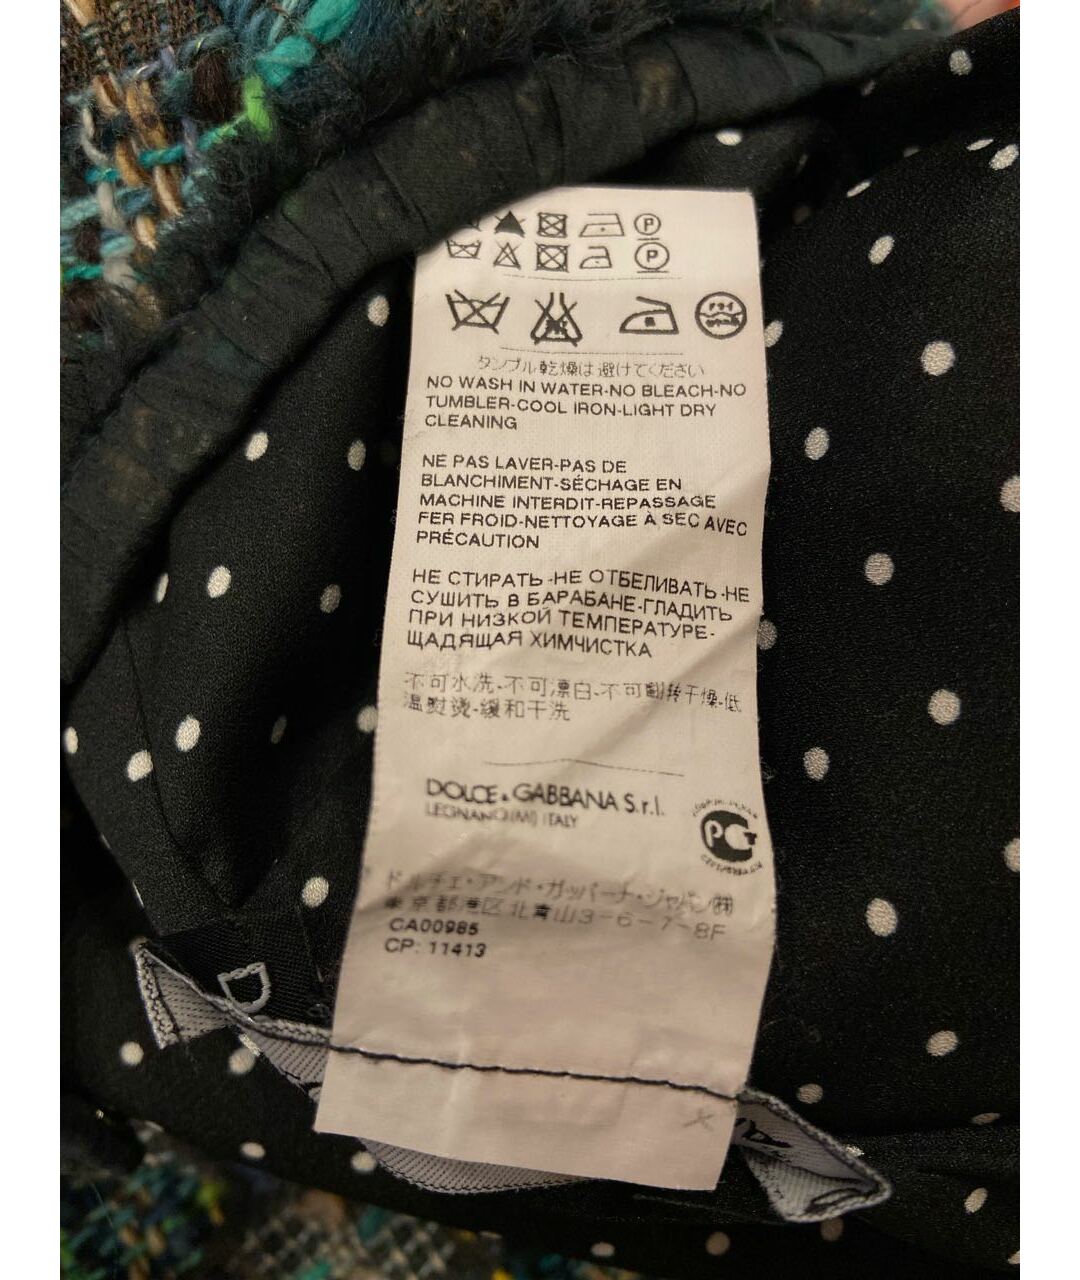 P
P
タンブル乾燥は避けてください
NO WASH IN WATER-NO BLEACH-NO
TUMBLER-COOL IRON-LIGHT DRY
CLEANING
NE PAS LAVER-PAS DE
BLANCHIMENT-SÉCHAGE EN
MACHINE INTERDIT-REPASSAGE
FER FROID-NETTOYAGE À SEC AVEC
PRÉCAUTION
НЕ СТИРАТЬ-НЕ ОТБЕЛИВАТЬ-НЕ
СУШИТЬ В БАРАБАНЕ-ГЛАДИТЬ
ПРИ НИЗКОЙ ТЕМПЕРАТУРЕ-
ЩАДЯЩАЯ ХИМЧИСТКА
不可水洗-不可漂白-不可翻转干燥-低
温熨烫-缓和干洗
DOLCE & GABBANA S.r.l.
LEGNANO (MI) ITALY
ドルチェ・アンド・ガッバーナ・ジャパン㈱
東京都港区北青山3-6-7-8F
CA00985
CP: 11413
D